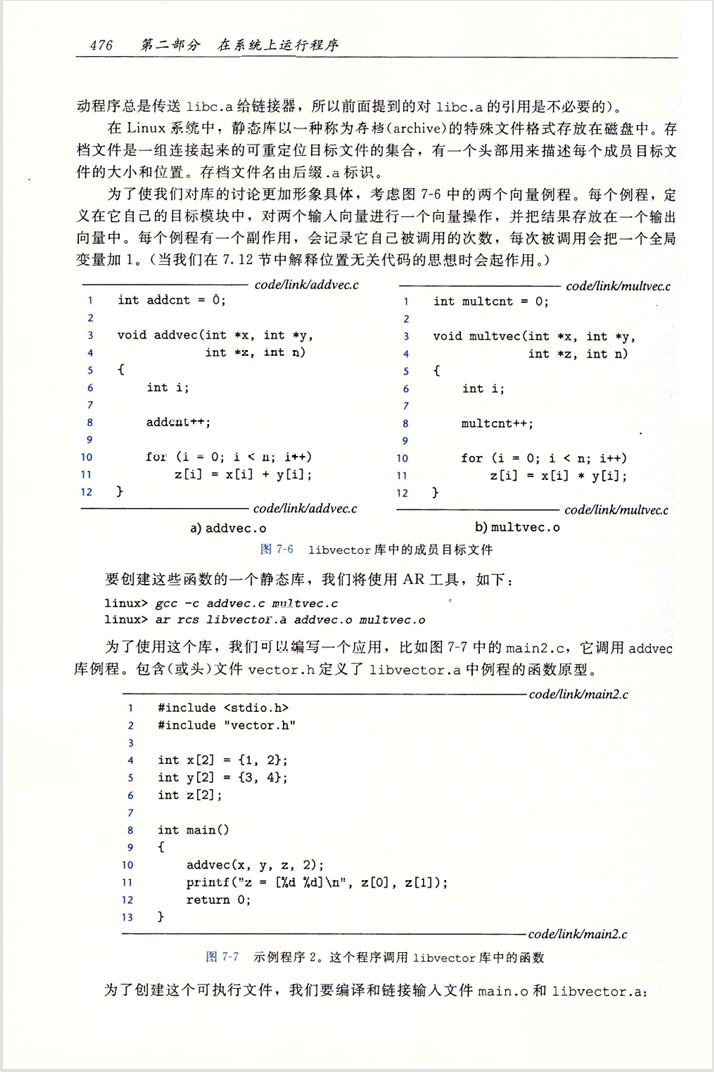 476 第二部分 在系统上运行程序
动程序总是传送 libc.a 给链接器，所以前面提到的对 libc.a 的引用是不必要的）。
在 Linux 系统中，静态库以一种称为存档(archive)的特殊文件格式存放在磁盘中。存
档文件是一组连接起来的可重定位目标文件的集合，有一个头部用来描述每个成员目标文
件的大小和位置。存档文件名由后缀.a 标识。
为了使我们对库的讨论更加形象具体，考虑图 7-6 中的两个向量例程。每个例程，定
义在它自己的目标模块中，对两个输入向量进行一个向量操作，并把结果存放在一个输出
向量中。每个例程有一个副作用，会记录它自己被调用的次数，每次被调用会把一个全局
变量加 1。（当我们在 7.12 节中解释位置无关代码的思想时会起作用。）
code/link/addvec.c
1 int addcnt = 0;
2
3 void addvec(int *x, int *y,
4 int *z, int n)
5 {
6 int i;
7
8 addcnt++;
9
10 for (i = 0; i < n; i++)
11 z[i] = x[i] + y[i];
12 }
code/link/addvec.c
a) addvec.o
code/link/multvec.c
1 int multcnt = 0;
2
3 void multvec(int *x, int *y,
4 int *z, int n)
5 {
6 int i;
7
8 multcnt++;
9
10 for (i = 0; i < n; i++)
11 z[i] = x[i] * y[i];
12 }
code/link/multvec.c
b) multvec.o
图 7-6 libvector 库中的成员目标文件
要创建这些函数的一个静态库，我们将使用 AR 工具，如下：
linux> gcc -c addvec.c multvec.c
linux> ar rcs libvector.a addvec.o multvec.o
为了使用这个库，我们可以编写一个应用，比如图 7-7 中的 main2.c，它调用 addvec
库例程。包含(或头)文件 vector.h 定义了 libvector.a 中例程的函数原型。
code/link/main2.c
1 #include <stdio.h>
2 #include "vector.h"
3
4 int x[2] = {1, 2};
5 int y[2] = {3, 4};
6 int z[2];
7
8 int main()
9 {
10 addvec(x, y, z, 2);
11 printf("z = [%d %d]\n", z[0], z[1]);
12 return 0;
13 }
code/link/main2.c
图 7-7 示例程序 2。这个程序调用 libvector 库中的函数
为了创建这个可执行文件，我们要编译和链接输入文件 main.o 和 libvector.a：